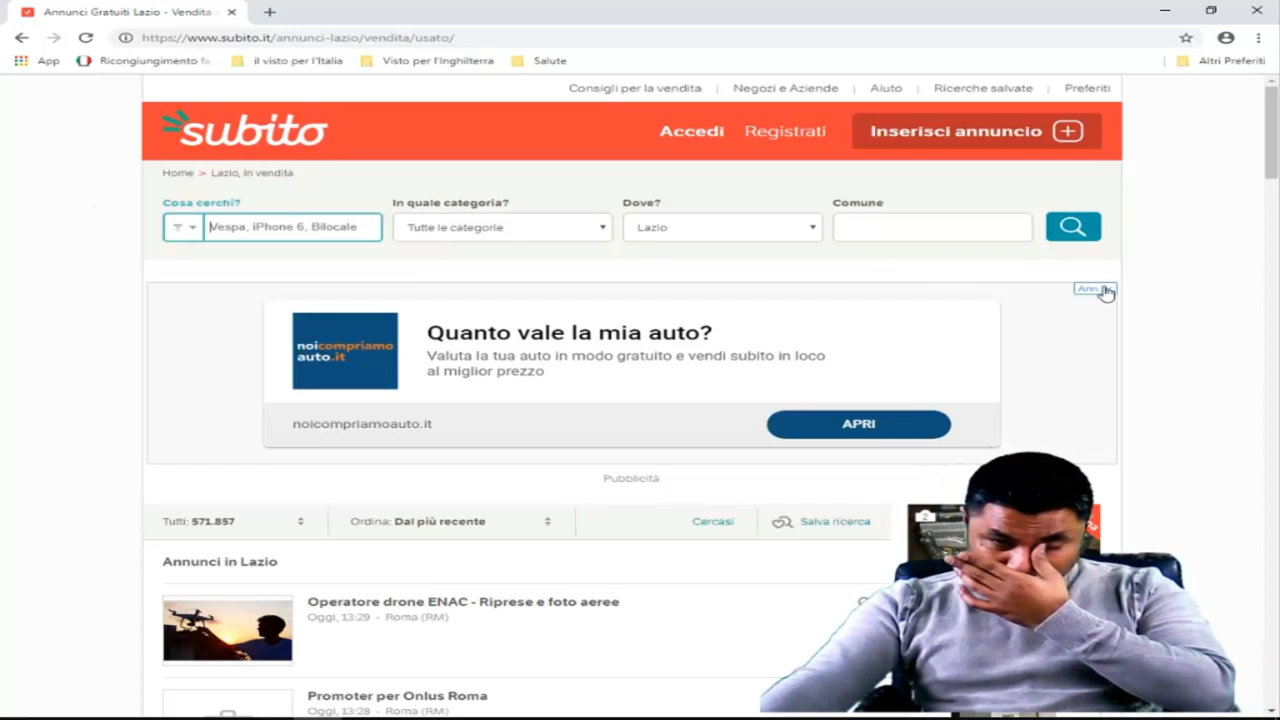 Annunci Gratuiti Lazio - Vendita
https://www.subito.it/annunci-lazio/vendita/usato/
App
Ricongiungimento fa
il visto per l'Italia
Visto per l'Inghilterra
Salute
Altri Preferiti
Consigli per la vendita | Negozi e Aziende | Aiuto | Ricerche salvate | Preferiti
subito
Accedi
Registrati
Inserisci annuncio
Home > Lazio, In vendita
Cosa cerchi?
In quale categoria?
Dove?
Comune
Vespa, iPhone 6, Bilocale
Tutte le categorie
Lazio
noicompriamo
auto.it
Quanto vale la mia auto?
Valuta la tua auto in modo gratuito e vendi subito in loco
al miglior prezzo
noicompriamoauto.it
APRI
Pubblicità
Tutti: 571.857
Ordina: Dal più recente
Cercasi
Salva ricerca
2
Annunci in Lazio
Operatore drone ENAC - Riprese e foto aeree
Oggi, 13:29 - Roma (RM)
Promoter per Onlus Roma
Oggi, 13:28 - Roma (RM)